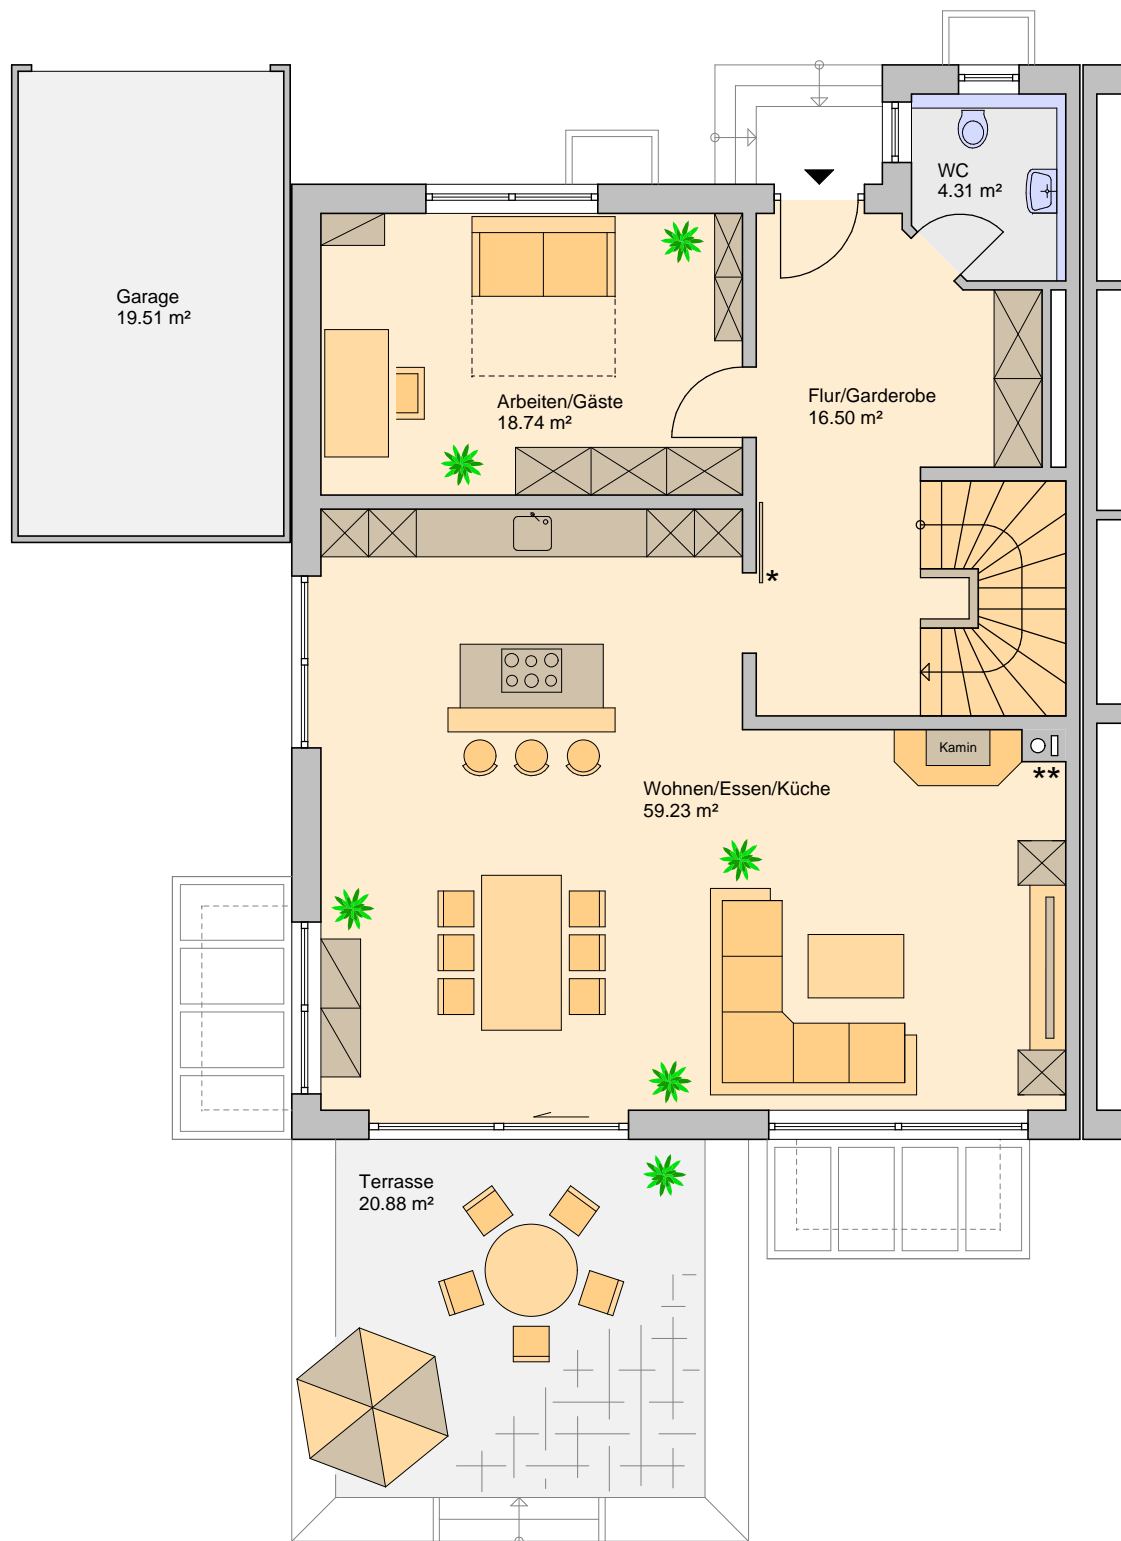 WC
4.31 m²
Garage
19.51 m²
Arbeiten/Gäste
18.74 m²
Flur/Garderobe
16.50 m²
*
Kamin
**
Wohnen/Essen/Küche
59.23 m²
Terrasse
20.88 m²